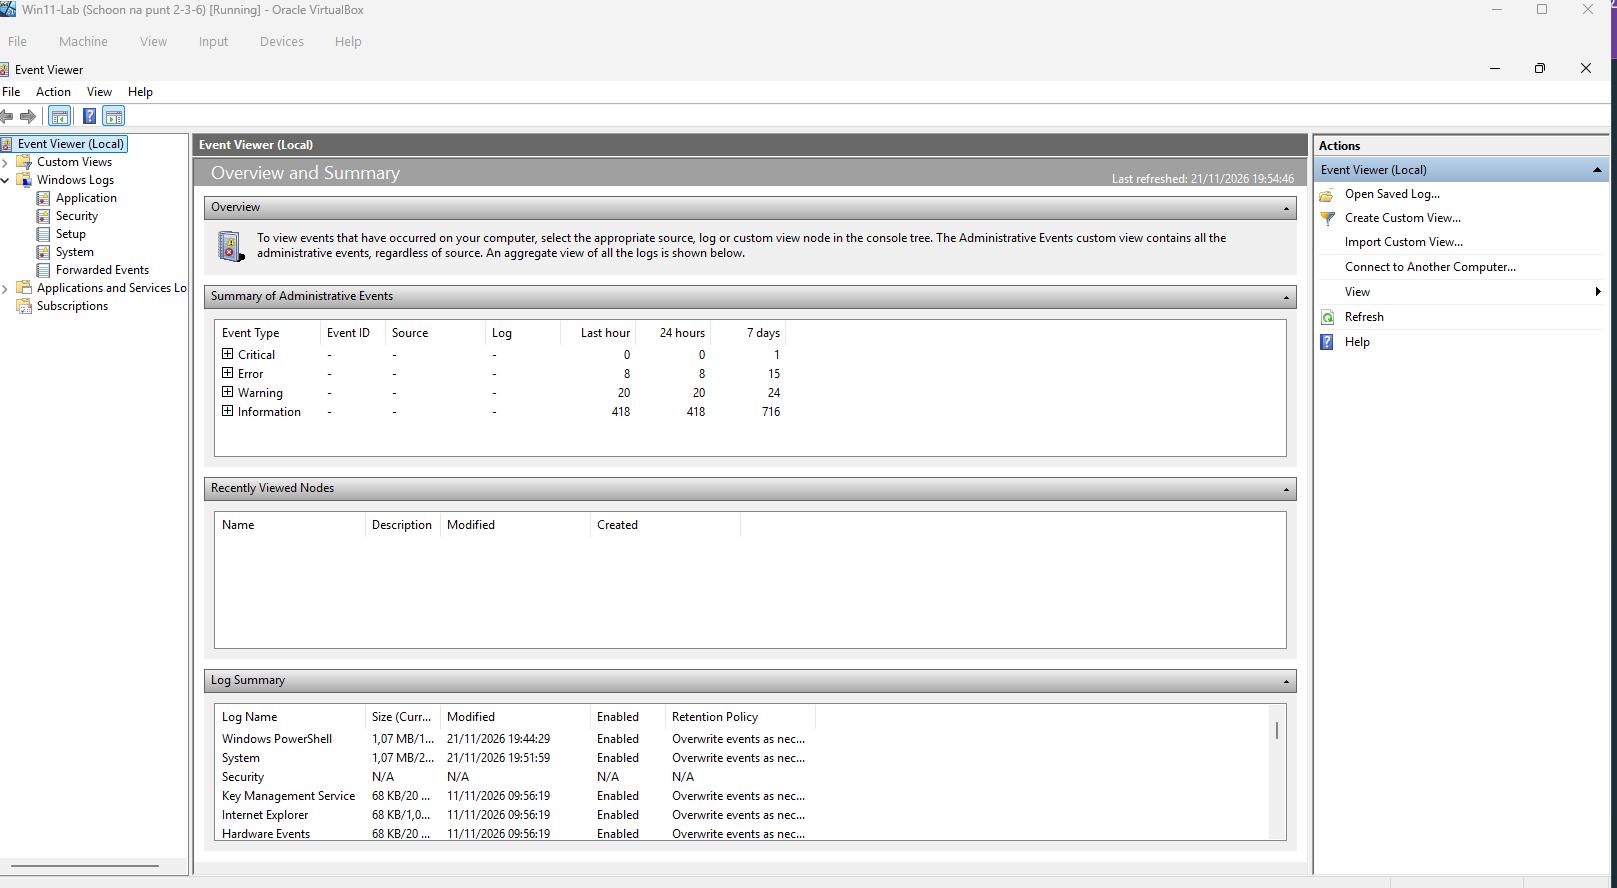 Win11-Lab (Schoon na punt 2-3-6) [Running] - Oracle VirtualBox
File Machine View Input Devices Help
Event Viewer
File Action View Help
Event Viewer (Local)
Custom Views
Windows Logs
Application
Security
Setup
System
Forwarded Events
Applications and Services Lo
Subscriptions
Event Viewer (Local)
Overview and Summary
Last refreshed: 21/11/2026 19:54:46
Overview
To view events that have occurred on your computer, select the appropriate source, log or custom view node in the console tree. The Administrative Events custom view contains all the
administrative events, regardless of source. An aggregate view of all the logs is shown below.
Summary of Administrative Events
Event Type Event ID Source Log Last hour 24 hours 7 days
Critical - - - 0 0 1
Error - - - 8 8 15
Warning - - - 20 20 24
Information - - - 418 418 716
Recently Viewed Nodes
Name Description Modified Created
Log Summary
Log Name Size (Curr... Modified Enabled Retention Policy
Windows PowerShell 1,07 MB/1... 21/11/2026 19:44:29 Enabled Overwrite events as nec...
System 1,07 MB/2... 21/11/2026 19:51:59 Enabled Overwrite events as nec...
Security N/A N/A N/A N/A
Key Management Service 68 KB/20 ... 11/11/2026 09:56:19 Enabled Overwrite events as nec...
Internet Explorer 68 KB/1,0... 11/11/2026 09:56:19 Enabled Overwrite events as nec...
Hardware Events 68 KB/20 ... 11/11/2026 09:56:19 Enabled Overwrite events as nec...
Actions
Event Viewer (Local)
Open Saved Log...
Create Custom View...
Import Custom View...
Connect to Another Computer...
View
Refresh
Help